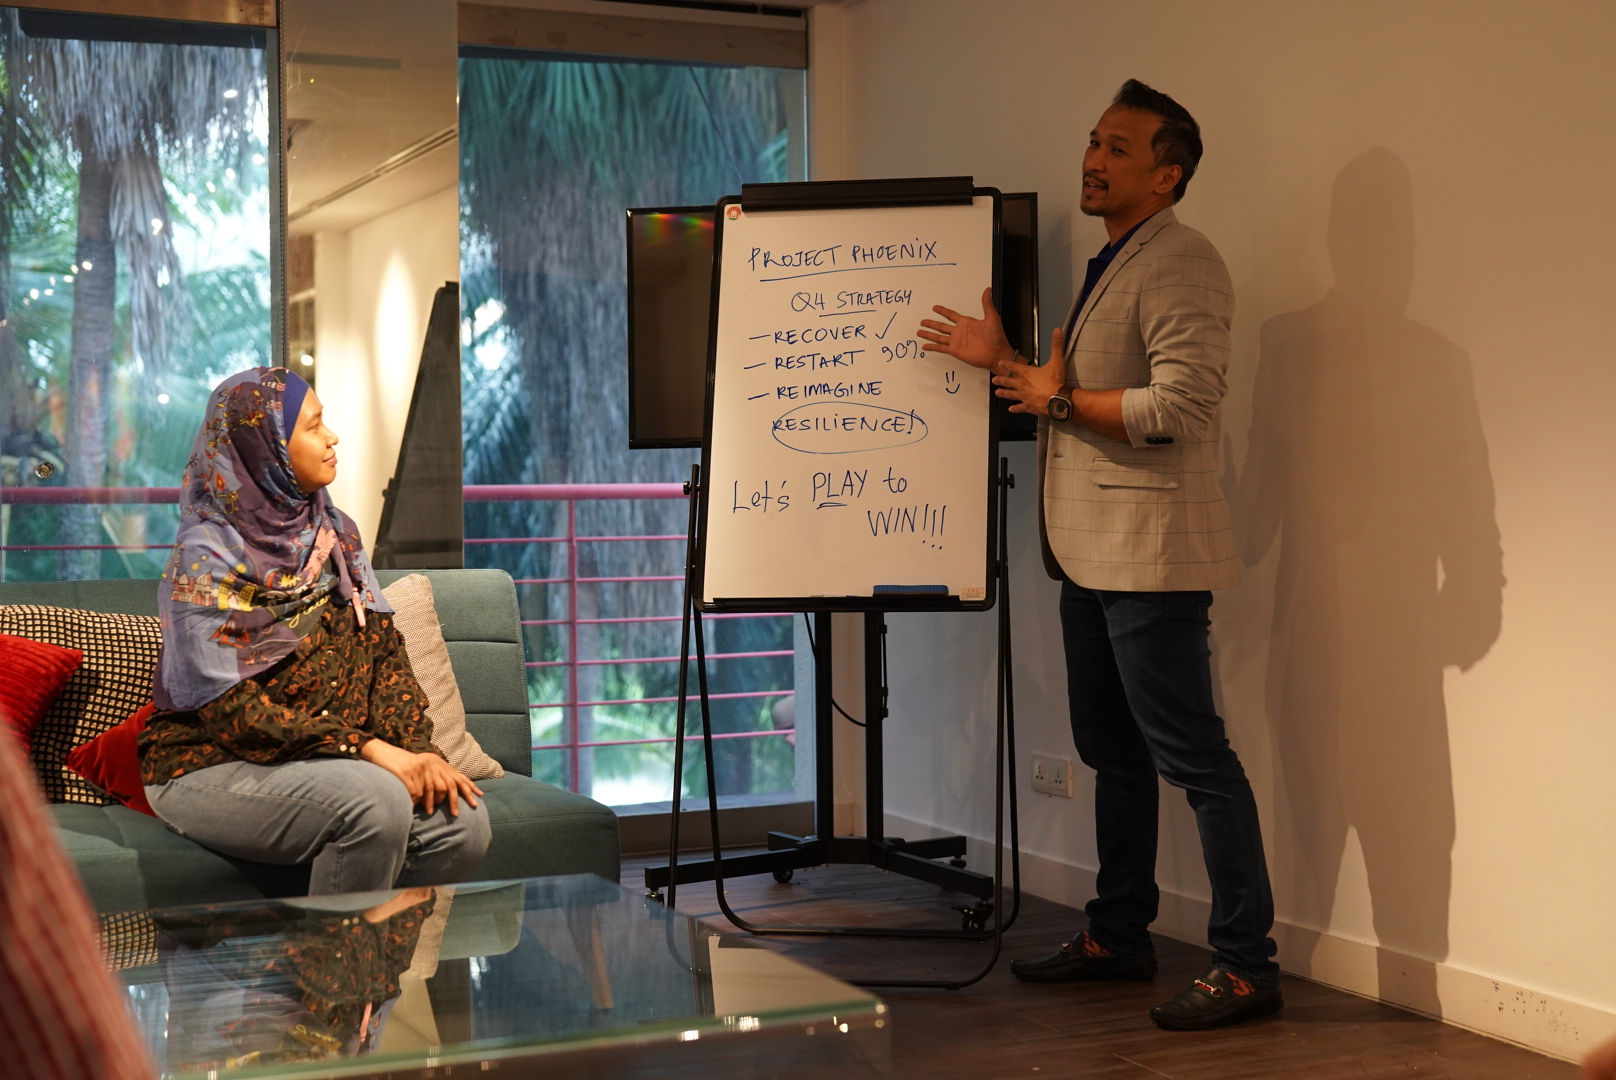 PROJECT PHOENIX
Q4 STRATEGY
— RECOVER ✓
— RESTART 90%
— REIMAGINE
RESILIENCE!
Let's PLAY to
WIN!!!